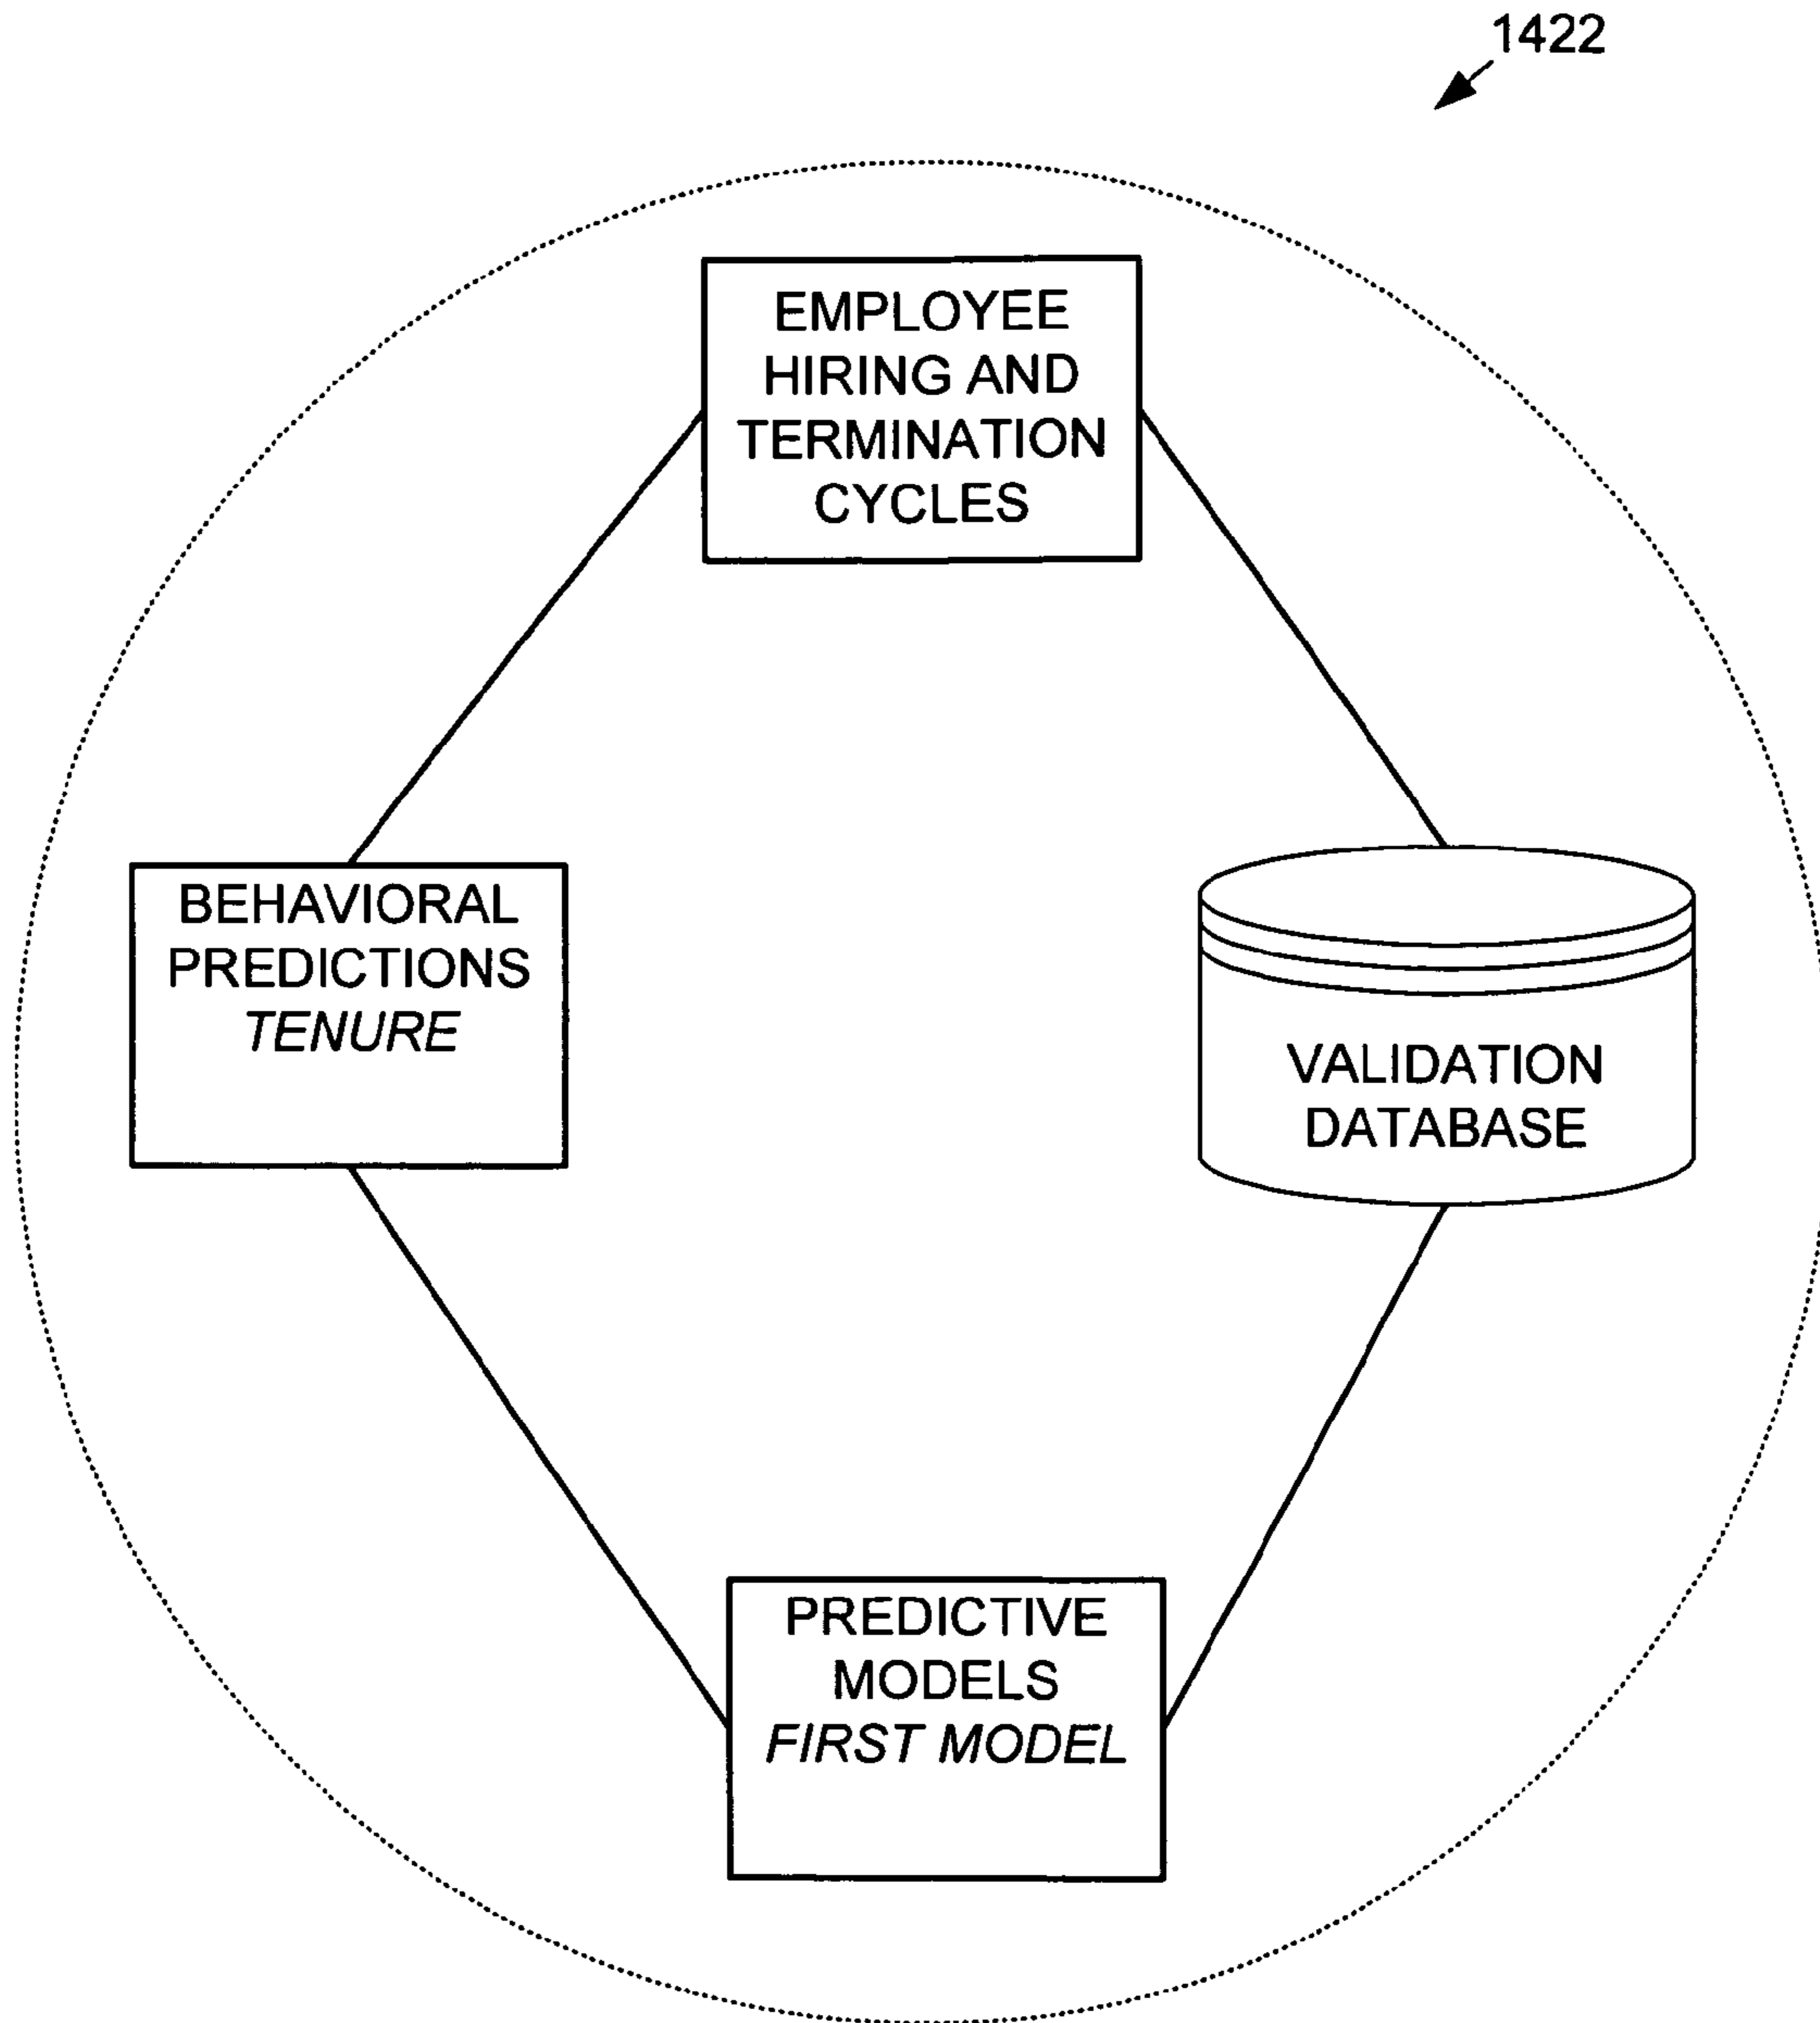 1422
EMPLOYEE
HIRING AND
TERMINATION
CYCLES
BEHAVIORAL
PREDICTIONS
TENURE
VALIDATION
DATABASE
PREDICTIVE
MODELS
FIRST MODEL